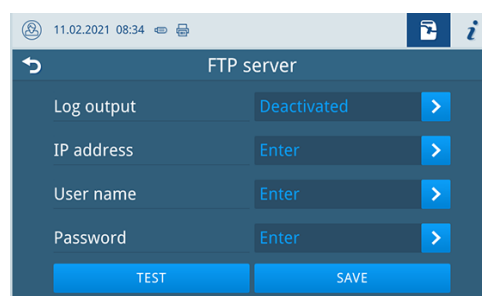 11.02.2021 08:34 i
FTP server
Log output Deactivated
IP address Enter
User name Enter
Password Enter
TEST SAVE